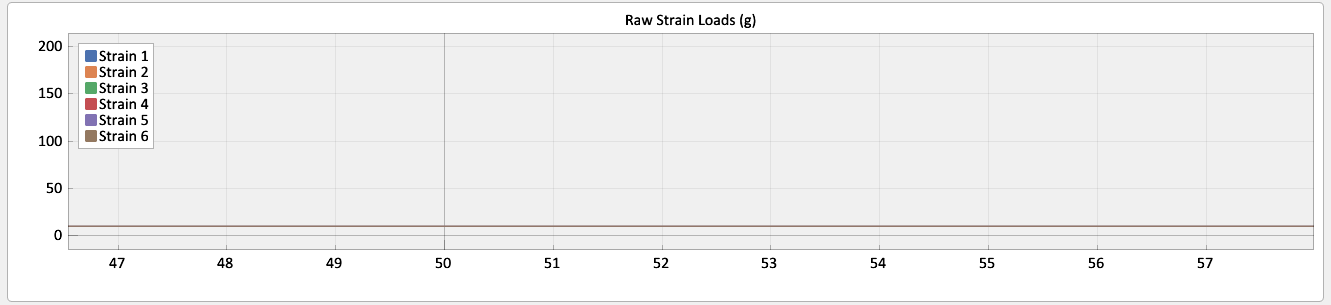 Raw Strain Loads (g)
200
150
100
50
0
Strain 1
Strain 2
Strain 3
Strain 4
Strain 5
Strain 6
47 48 49 50 51 52 53 54 55 56 57